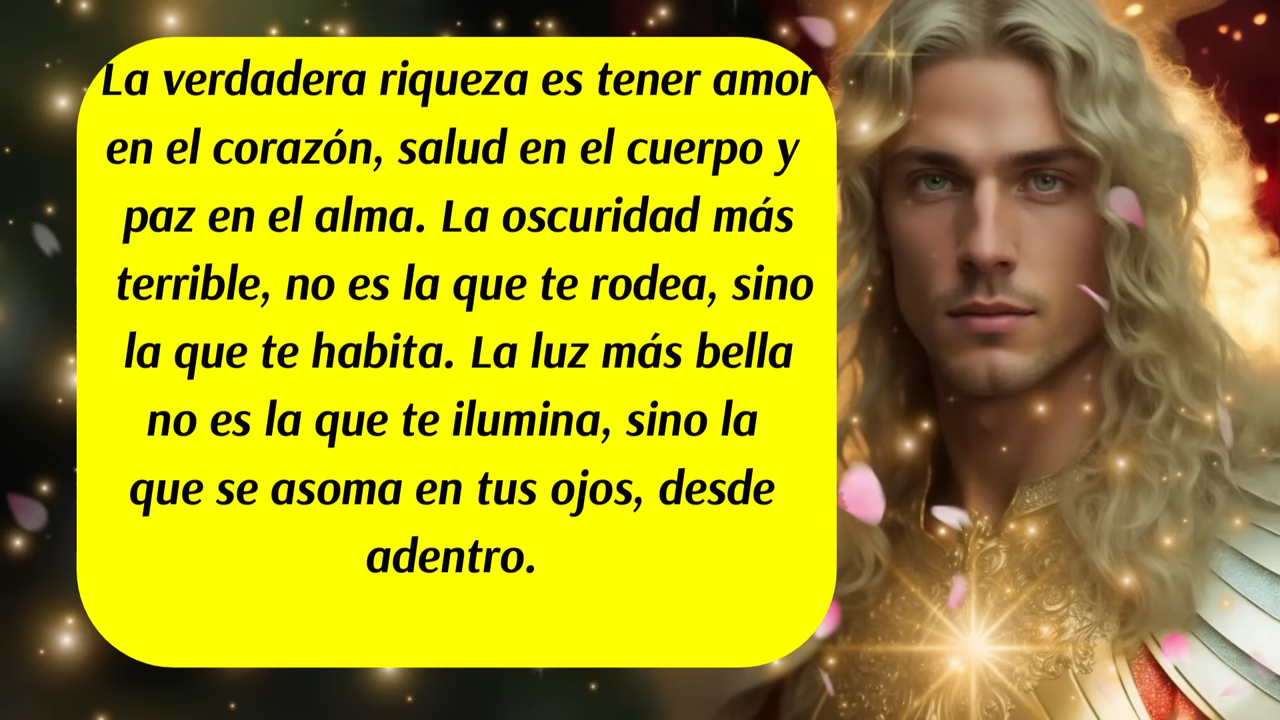 La verdadera riqueza es tener amor
en el corazón, salud en el cuerpo y
paz en el alma. La oscuridad más
terrible, no es la que te rodea, sino
la que te habita. La luz más bella
no es la que te ilumina, sino la
que se asoma en tus ojos, desde
adentro.